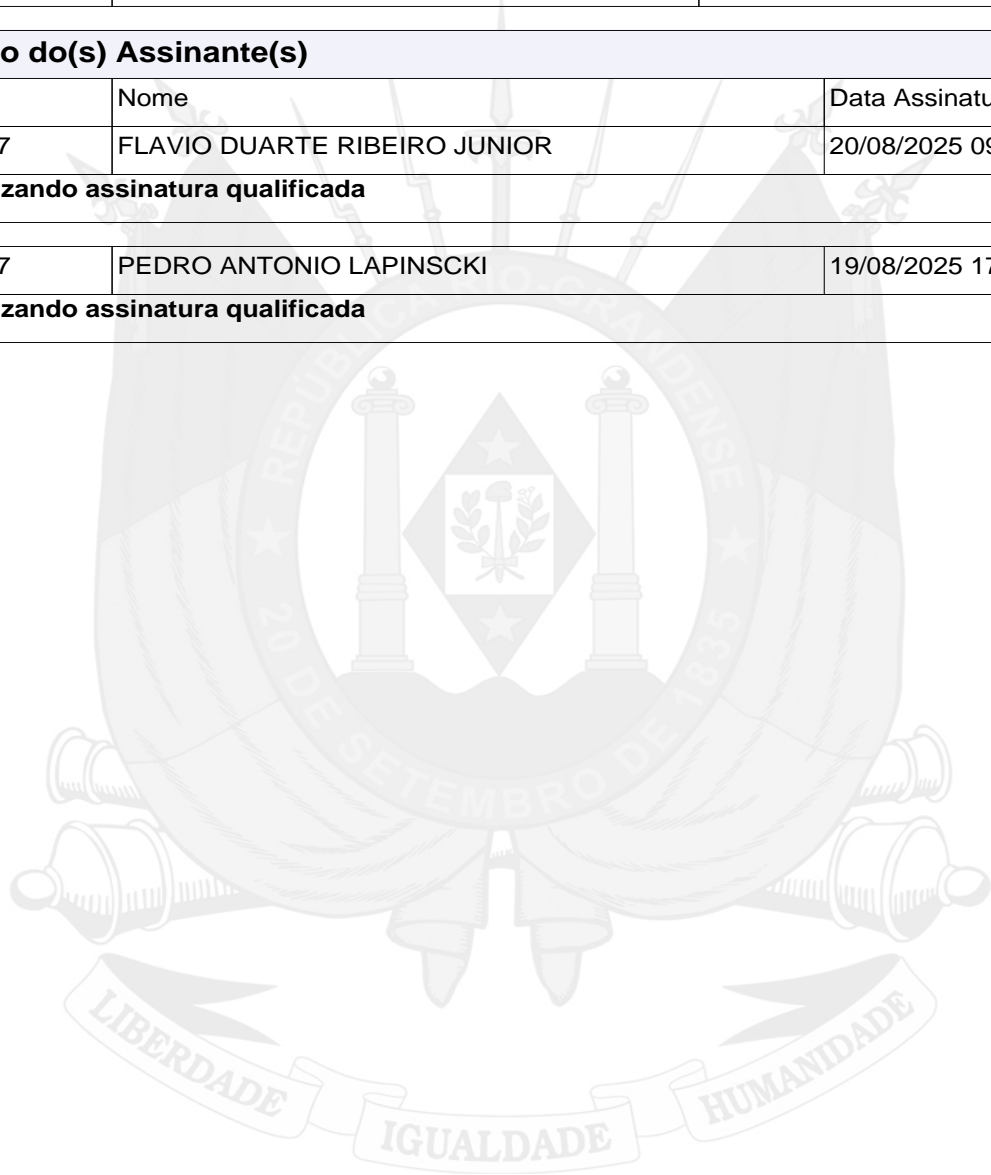 o do(s) Assinante(s)
Nome Data Assinatu
7 FLAVIO DUARTE RIBEIRO JUNIOR 20/08/2025 09
zando assinatura qualificada
7 PEDRO ANTONIO LAPINSCKI 19/08/2025 17
zando assinatura qualificada
REPÚBLICA RIO-GRANDENSE
20 DE SETEMBRO DE 1835
LIBERDADE IGUALDADE HUMANIDADE